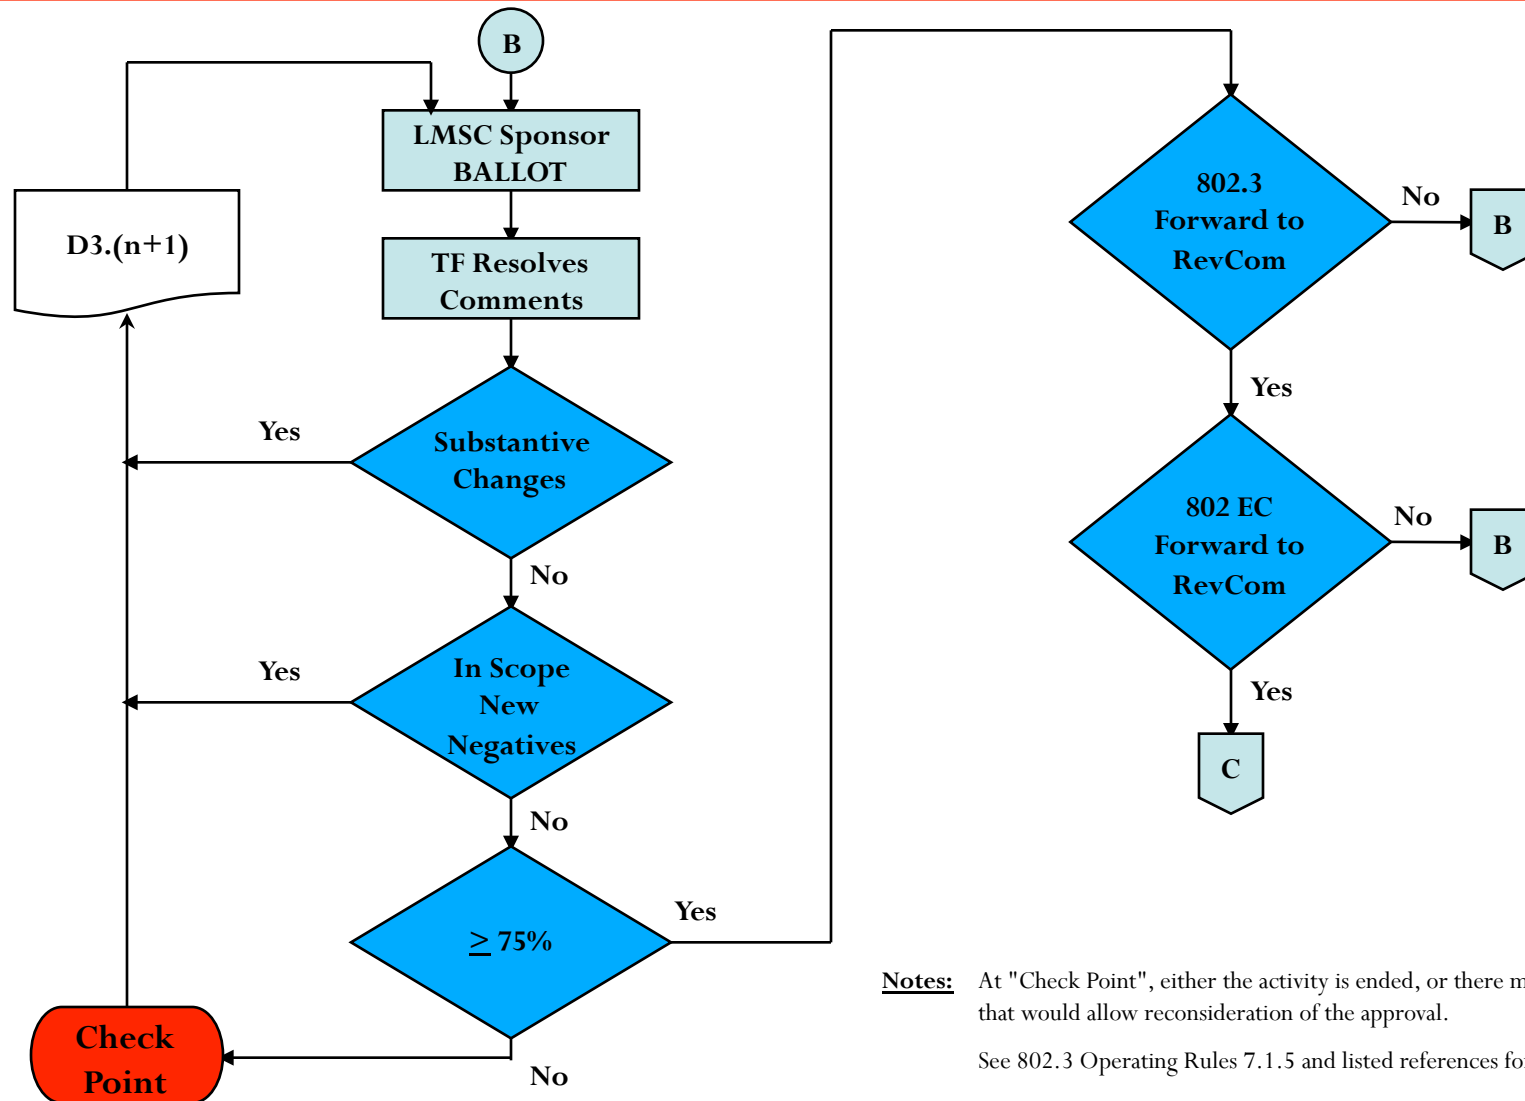 B
LMSC Sponsor
BALLOT
D3.(n+1)
TF Resolves
Comments
Yes
Substantive
Changes
No
Yes
In Scope
New
Negatives
No
≥ 75%
Yes
No
Check
Point
802.3
Forward to
RevCom
No
B
Yes
802 EC
Forward to
RevCom
No
B
Yes
C
Notes: At "Check Point", either the activity is ended, or there
that would allow reconsideration of the approval.
See 802.3 Operating Rules 7.1.5 and listed references